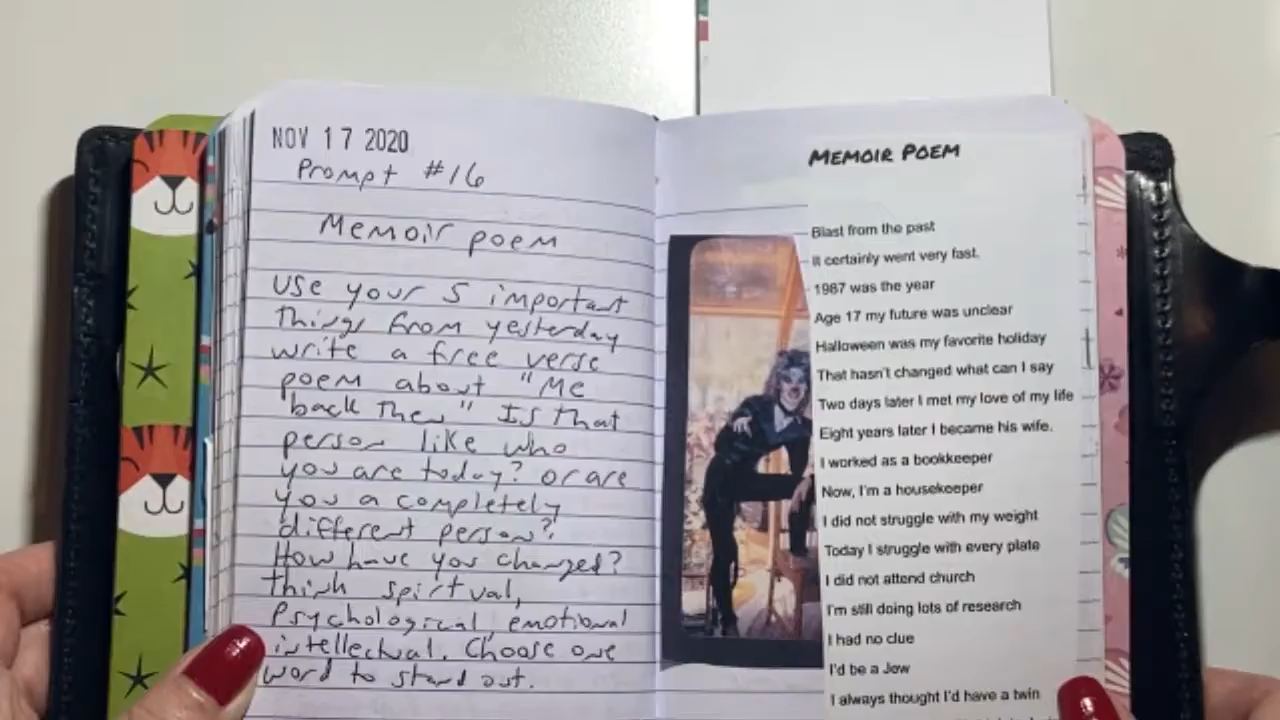 NOV 17 2020
Prompt #16
Memoir poem
Use your 5 important
things from yesterday
write a free verse
poem about "Me
back then" Is that
person like who
you are today? or are
you a completely
different person?
How have you changed?
think spirtual,
Psychological, emotional
intellectual. Choose one
word to stand out.
MEMOIR POEM
Blast from the past
It certainly went very fast.
1987 was the year
Age 17 my future was unclear
Halloween was my favorite holiday
That hasn't changed what can I say
Two days later I met my love of my life
Eight years later I became his wife.
I worked as a bookkeeper
Now, I'm a housekeeper
I did not struggle with my weight
Today I struggle with every plate
I did not attend church
I'm still doing lots of research
I had no clue
I'd be a Jew
I always thought I'd have a twin